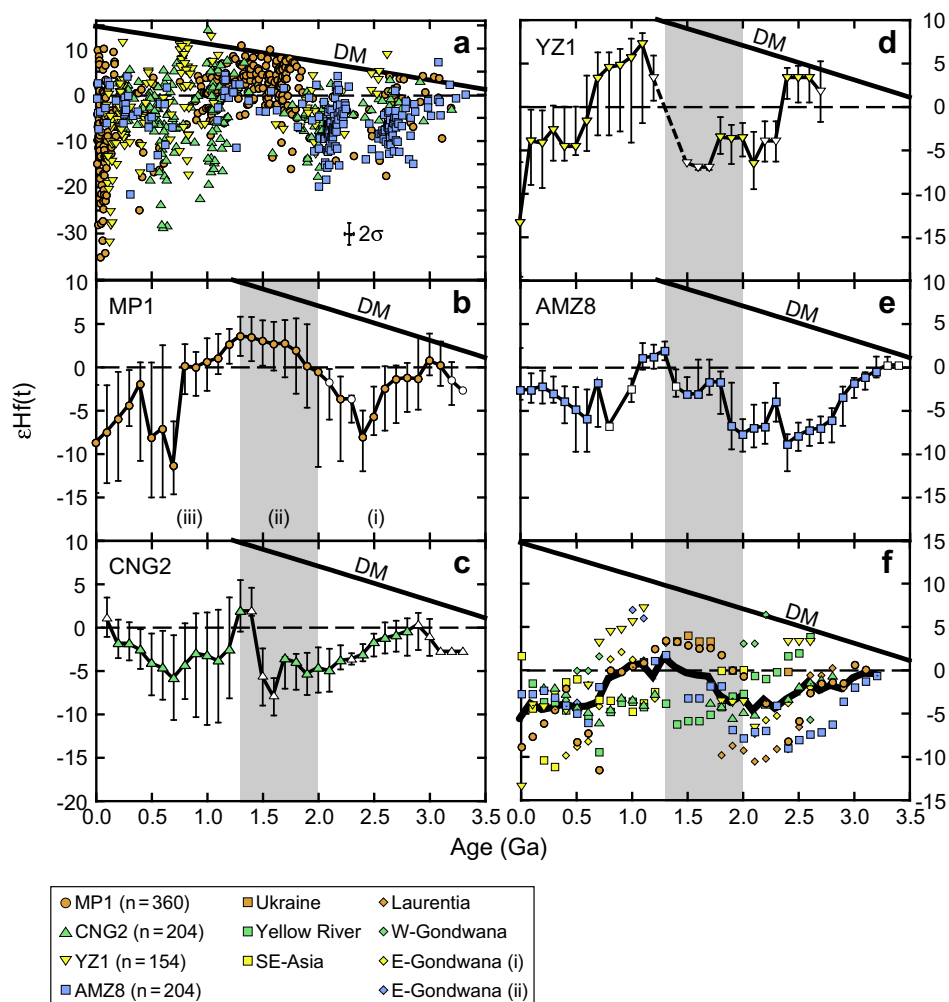 a
DM
10
0
-10
-20
-30
2σ
d
YZ1
DM
10
5
0
-5
-10
-15
b
MP1
DM
10
5
0
-5
-10
-15
(iii)
(ii)
(i)
εHf(t)
e
AMZ8
DM
10
5
0
-5
-10
-15
c
CNG2
DM
10
5
0
-5
-10
-15
-20
f
DM
15
10
5
0
-5
-10
-15
0.0 0.5 1.0 1.5 2.0 2.5 3.0 3.5
0.0 0.5 1.0 1.5 2.0 2.5 3.0 3.5
Age (Ga)
MP1 (n=360)
CNG2 (n=204)
YZ1 (n=154)
AMZ8 (n=204)
Ukraine
Yellow River
SE-Asia
Laurentia
W-Gondwana
E-Gondwana (i)
E-Gondwana (ii)